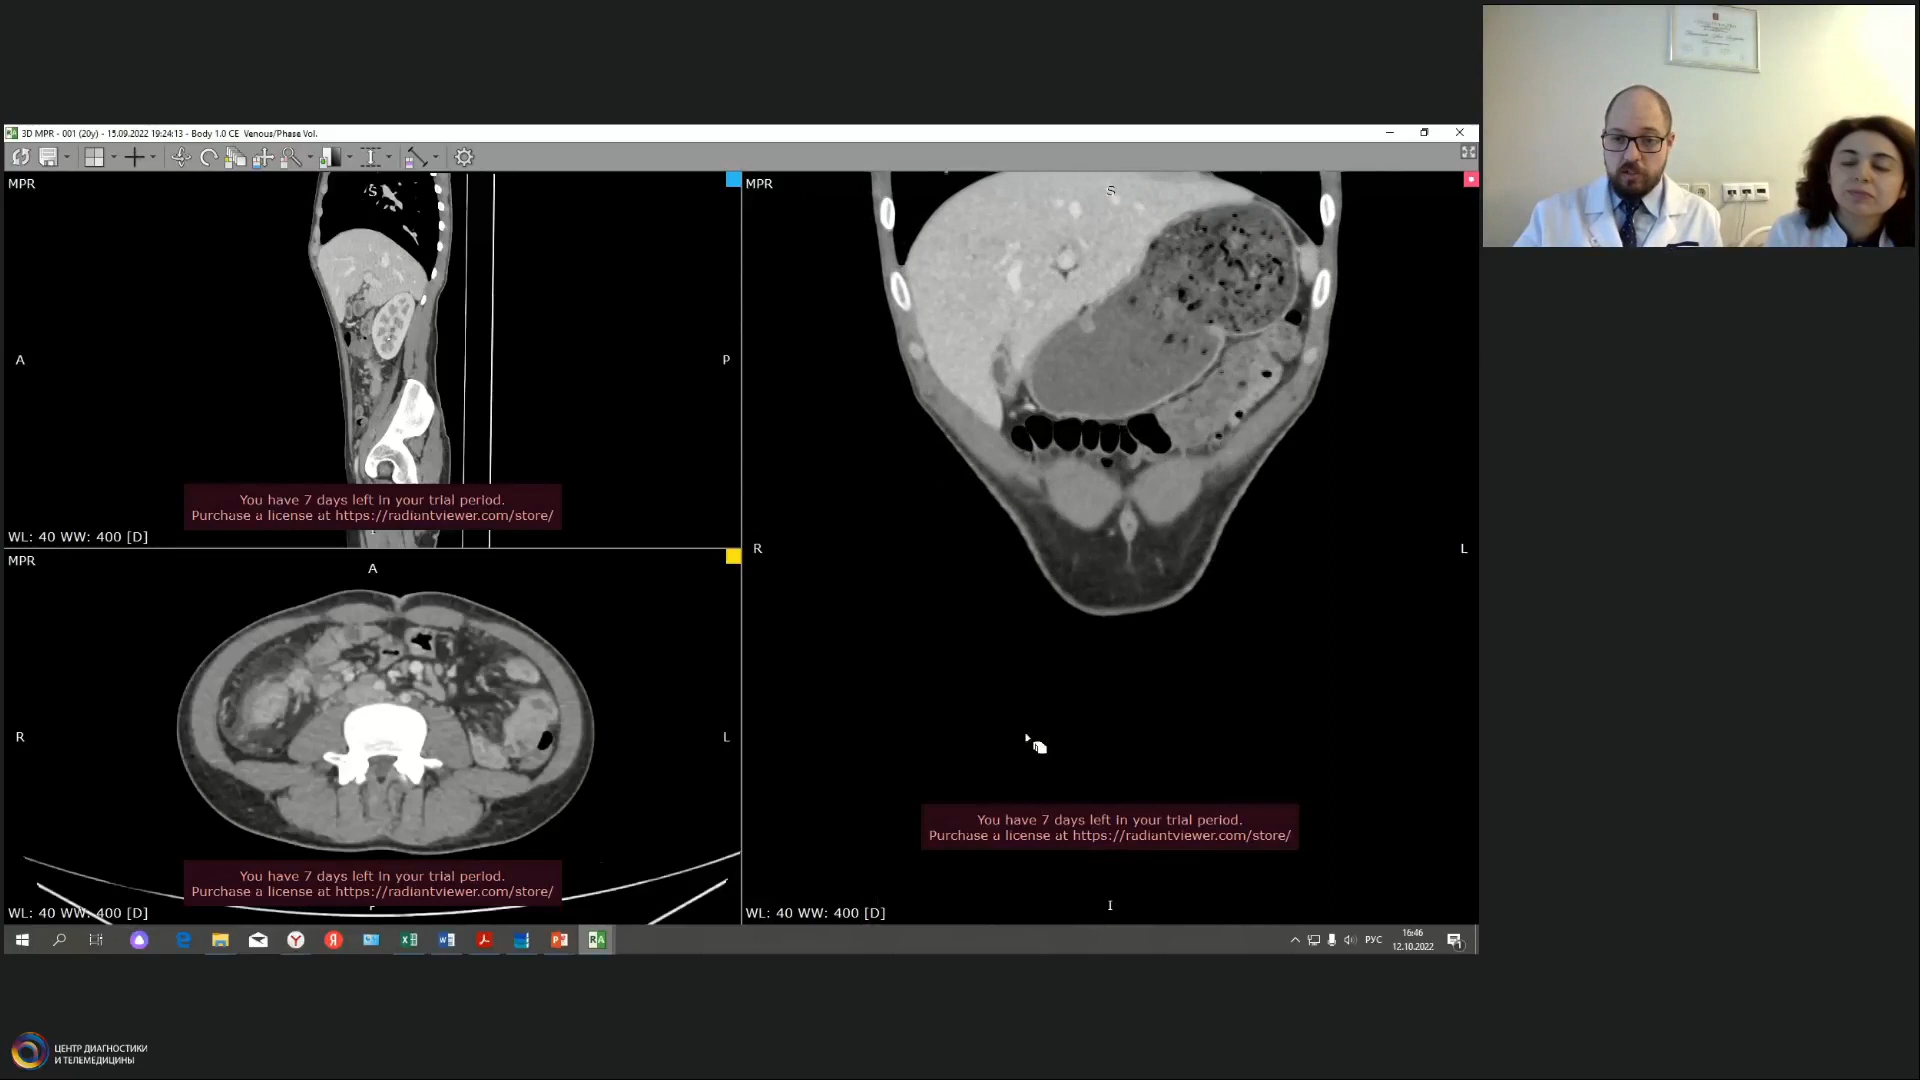 3D MPR - 001 (20y) - 15.09.2022 19:24:13 - Body 1.0 CE Venous/Phase Vol.
MPR
S
A
P
You have 7 days left in your trial period.
Purchase a license at https://radiantviewer.com/store/
WL: 40 WW: 400 [D]
MPR
A
R
L
You have 7 days left in your trial period.
Purchase a license at https://radiantviewer.com/store/
P
WL: 40 WW: 400 [D]
MPR
S
R
L
You have 7 days left in your trial period.
Purchase a license at https://radiantviewer.com/store/
I
WL: 40 WW: 400 [D]
РУС
16:46
12.10.2022
ЦЕНТР ДИАГНОСТИКИ
И ТЕЛЕМЕДИЦИНЫ